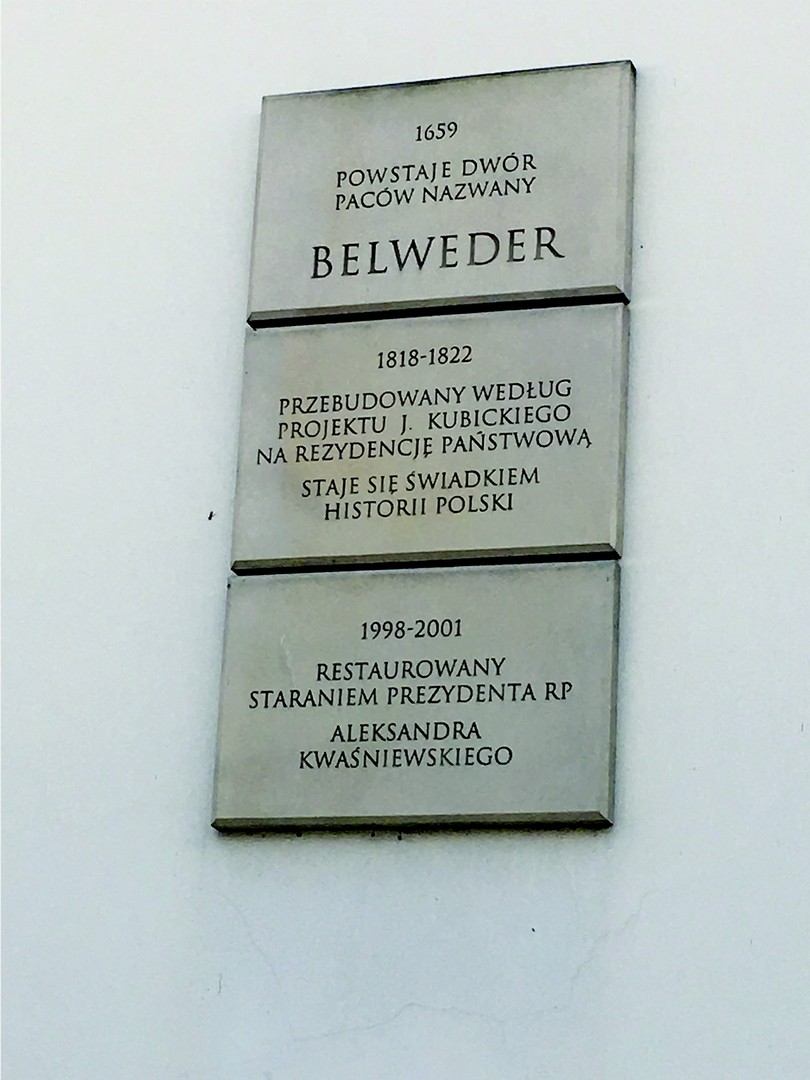 1659
POWSTAJE DWÓR
PACÓW NAZWANY
BELWEDER
1818-1822
PRZEBUDOWANY WEDŁUG
PROJEKTU J. KUBICKIEGO
NA REZYDENCJĘ PAŃSTWOWĄ
STAJE SIĘ ŚWIADKIEM
HISTORII POLSKI
1998-2001
RESTAUROWANY
STARANIEM PREZYDENTA RP
ALEKSANDRA
KWAŚNIEWSKIEGO